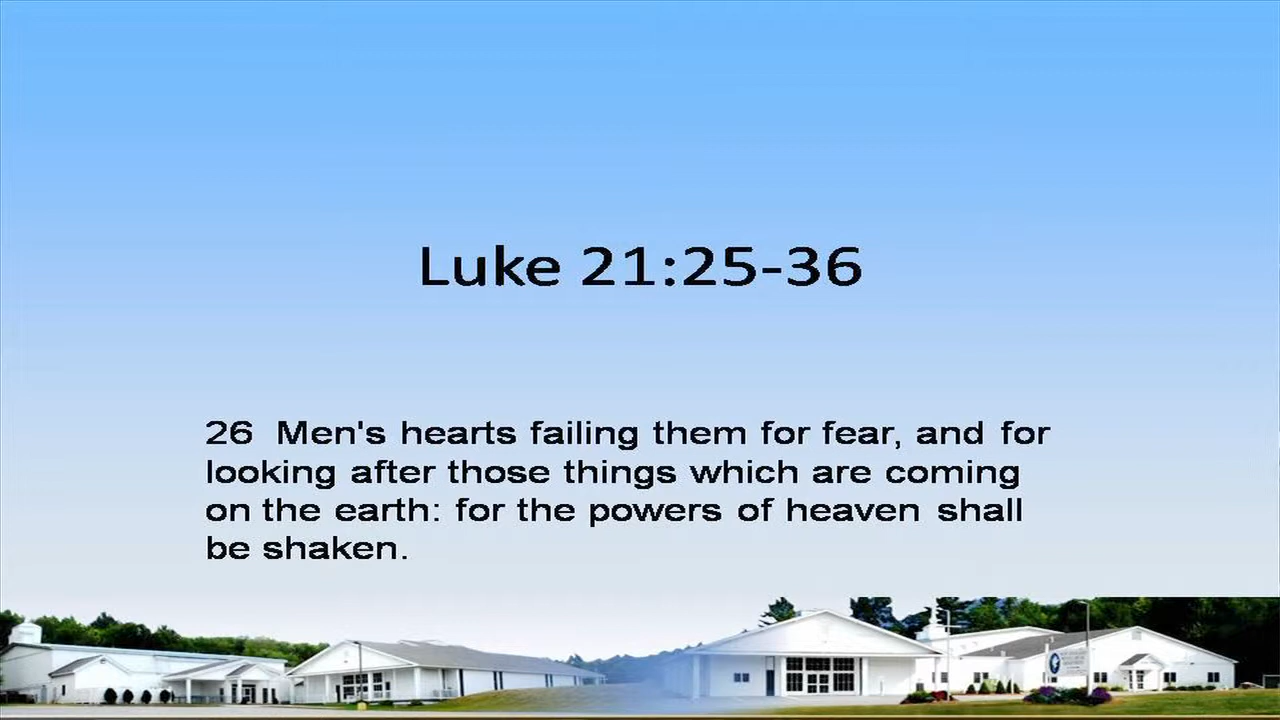 Luke 21:25-36
26 Men's hearts failing them for fear, and for
looking after those things which are coming
on the earth: for the powers of heaven shall
be shaken.